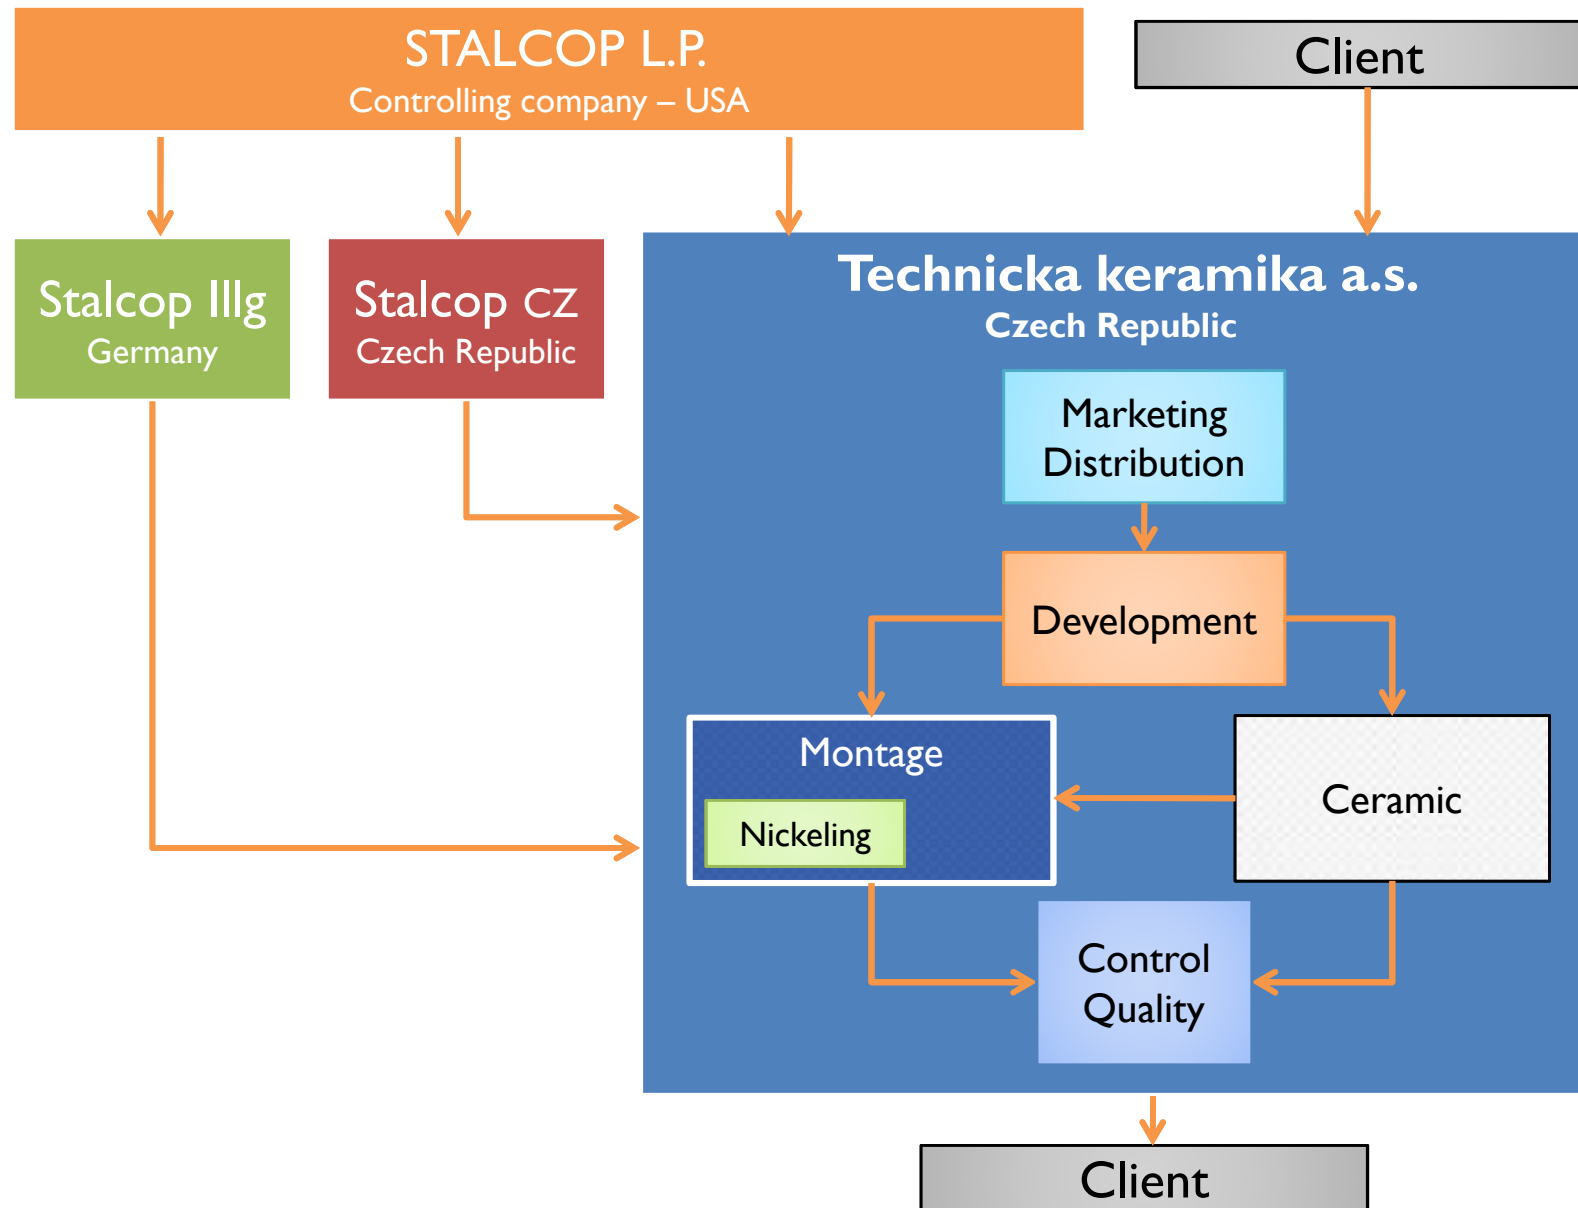 STALCOP L.P.
Controlling company – USA
Client
Stalcop Illg
Germany
Stalcop CZ
Czech Republic
Technicka keramika a.s.
Czech Republic
Marketing
Distribution
Development
Montage
Nickeling
Ceramic
Control
Quality
Client